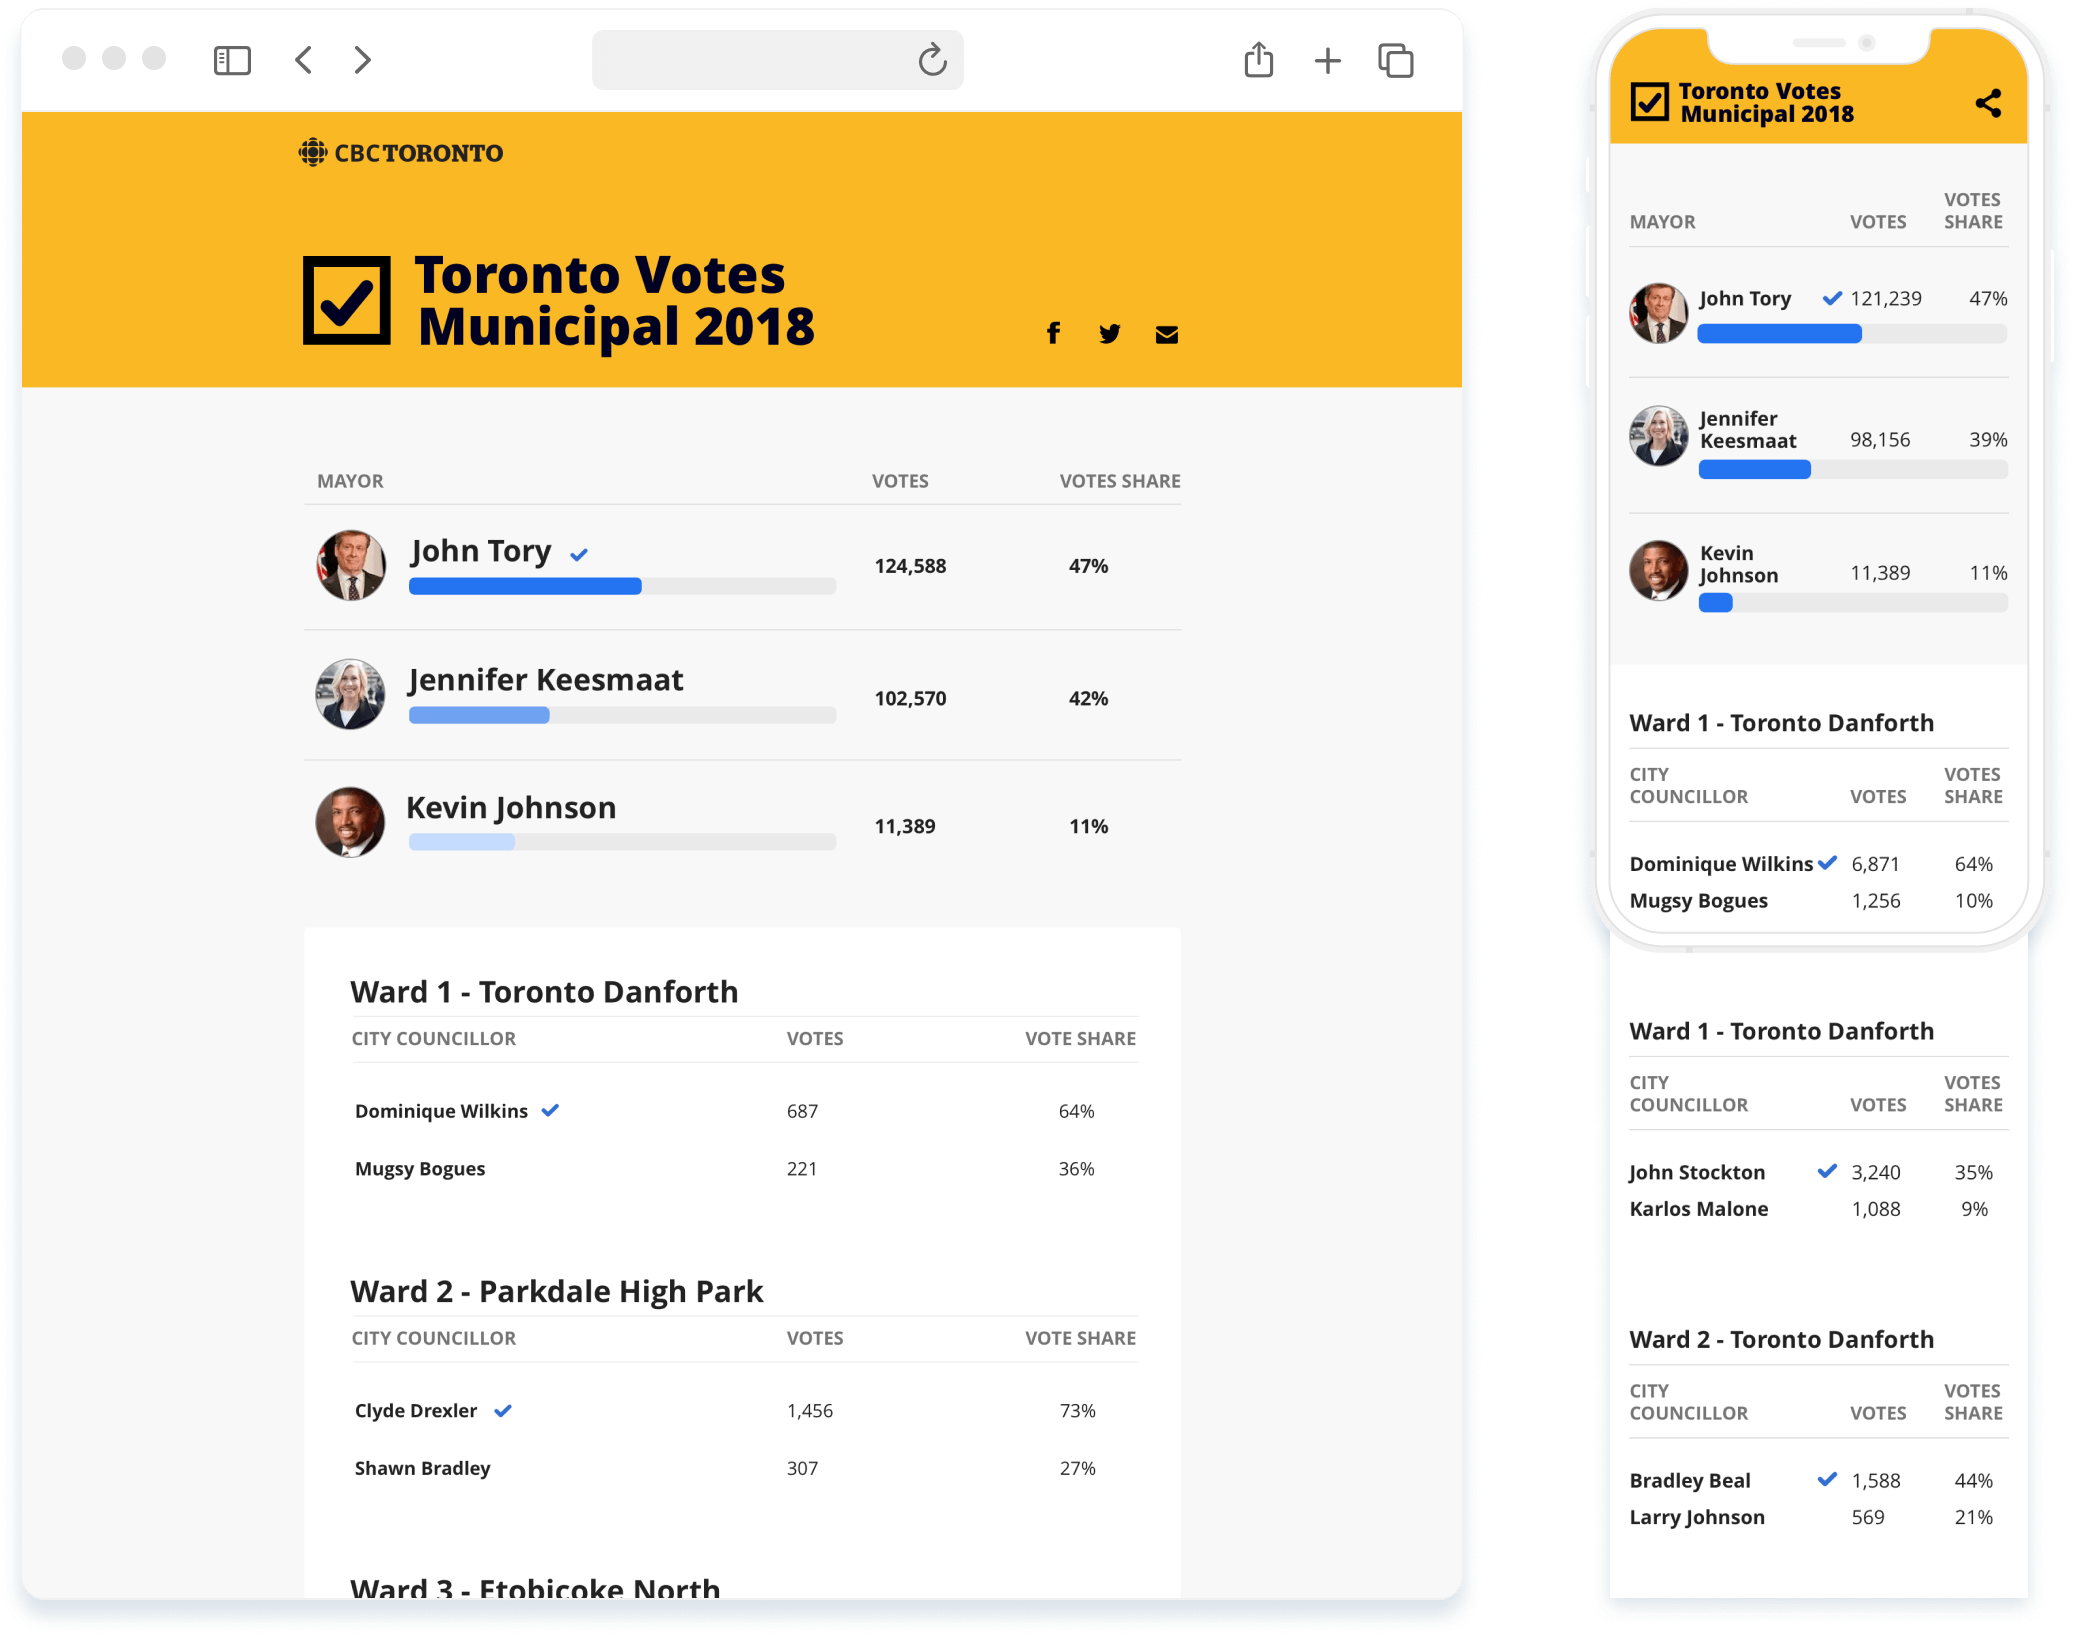 CBC TORONTO
Toronto Votes
Municipal 2018
MAYOR VOTES VOTES SHARE
John Tory 124,588 47%
Jennifer Keesmaat 102,570 42%
Kevin Johnson 11,389 11%
Ward 1 - Toronto Danforth
CITY COUNCILLOR VOTES VOTE SHARE
Dominique Wilkins 687 64%
Mugsy Bogues 221 36%
Ward 2 - Parkdale High Park
CITY COUNCILLOR VOTES VOTE SHARE
Clyde Drexler 1,456 73%
Shawn Bradley 307 27%
Ward 3 - Etobicoke North
Toronto Votes
Municipal 2018
VOTES
MAYOR VOTES SHARE
John Tory 121,239 47%
Jennifer
Keesmaat 98,156 39%
Kevin
Johnson 11,389 11%
Ward 1 - Toronto Danforth
CITY VOTES
COUNCILLOR VOTES SHARE
Dominique Wilkins 6,871 64%
Mugsy Bogues 1,256 10%
Ward 1 - Toronto Danforth
CITY VOTES
COUNCILLOR VOTES SHARE
John Stockton 3,240 35%
Karlos Malone 1,088 9%
Ward 2 - Toronto Danforth
CITY VOTES
COUNCILLOR VOTES SHARE
Bradley Beal 1,588 44%
Larry Johnson 569 21%